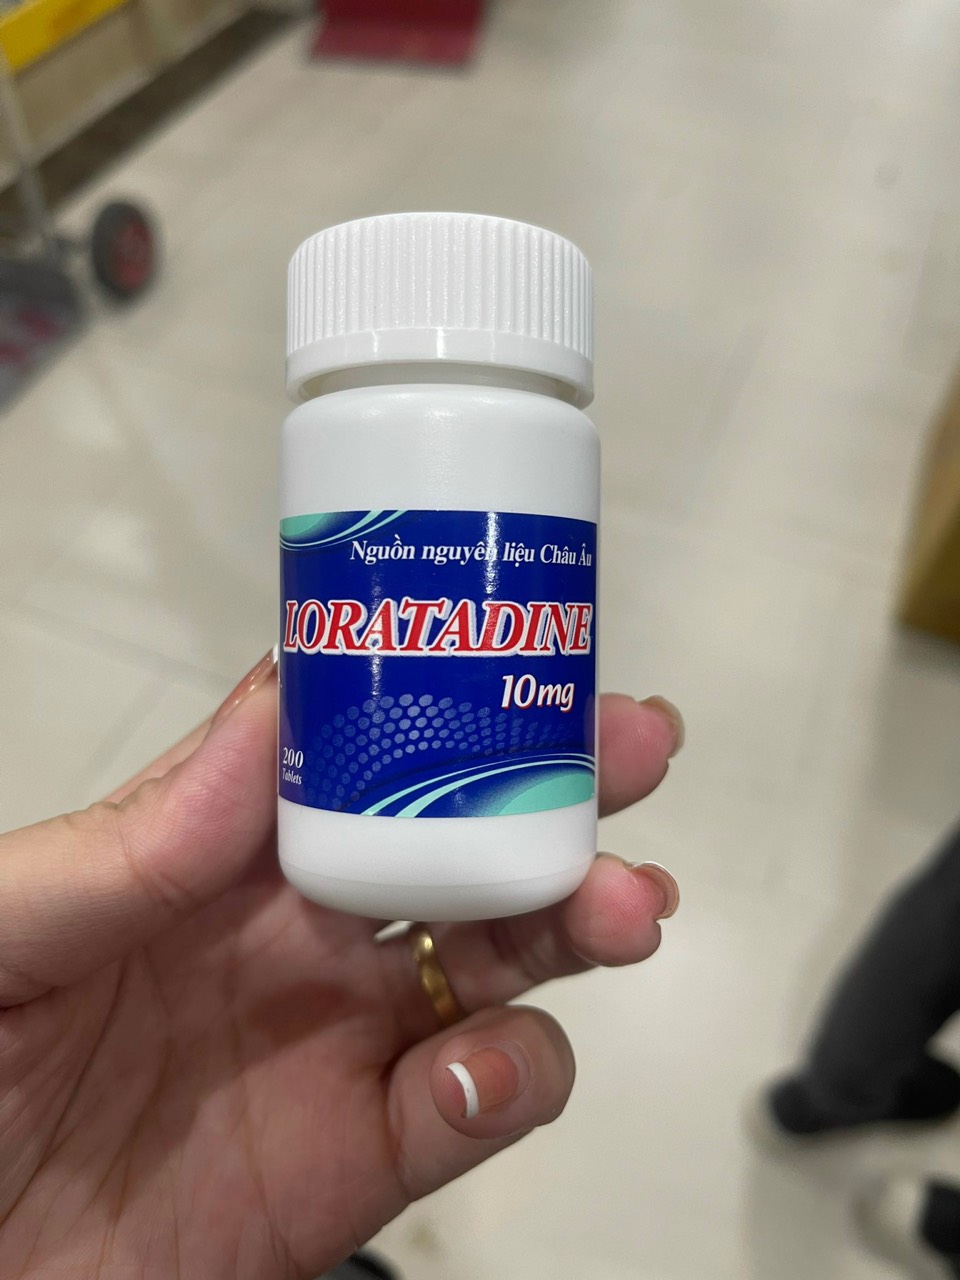 Nguồn nguyên liệu Châu Âu
LORATADINE
10mg
200
Tablets